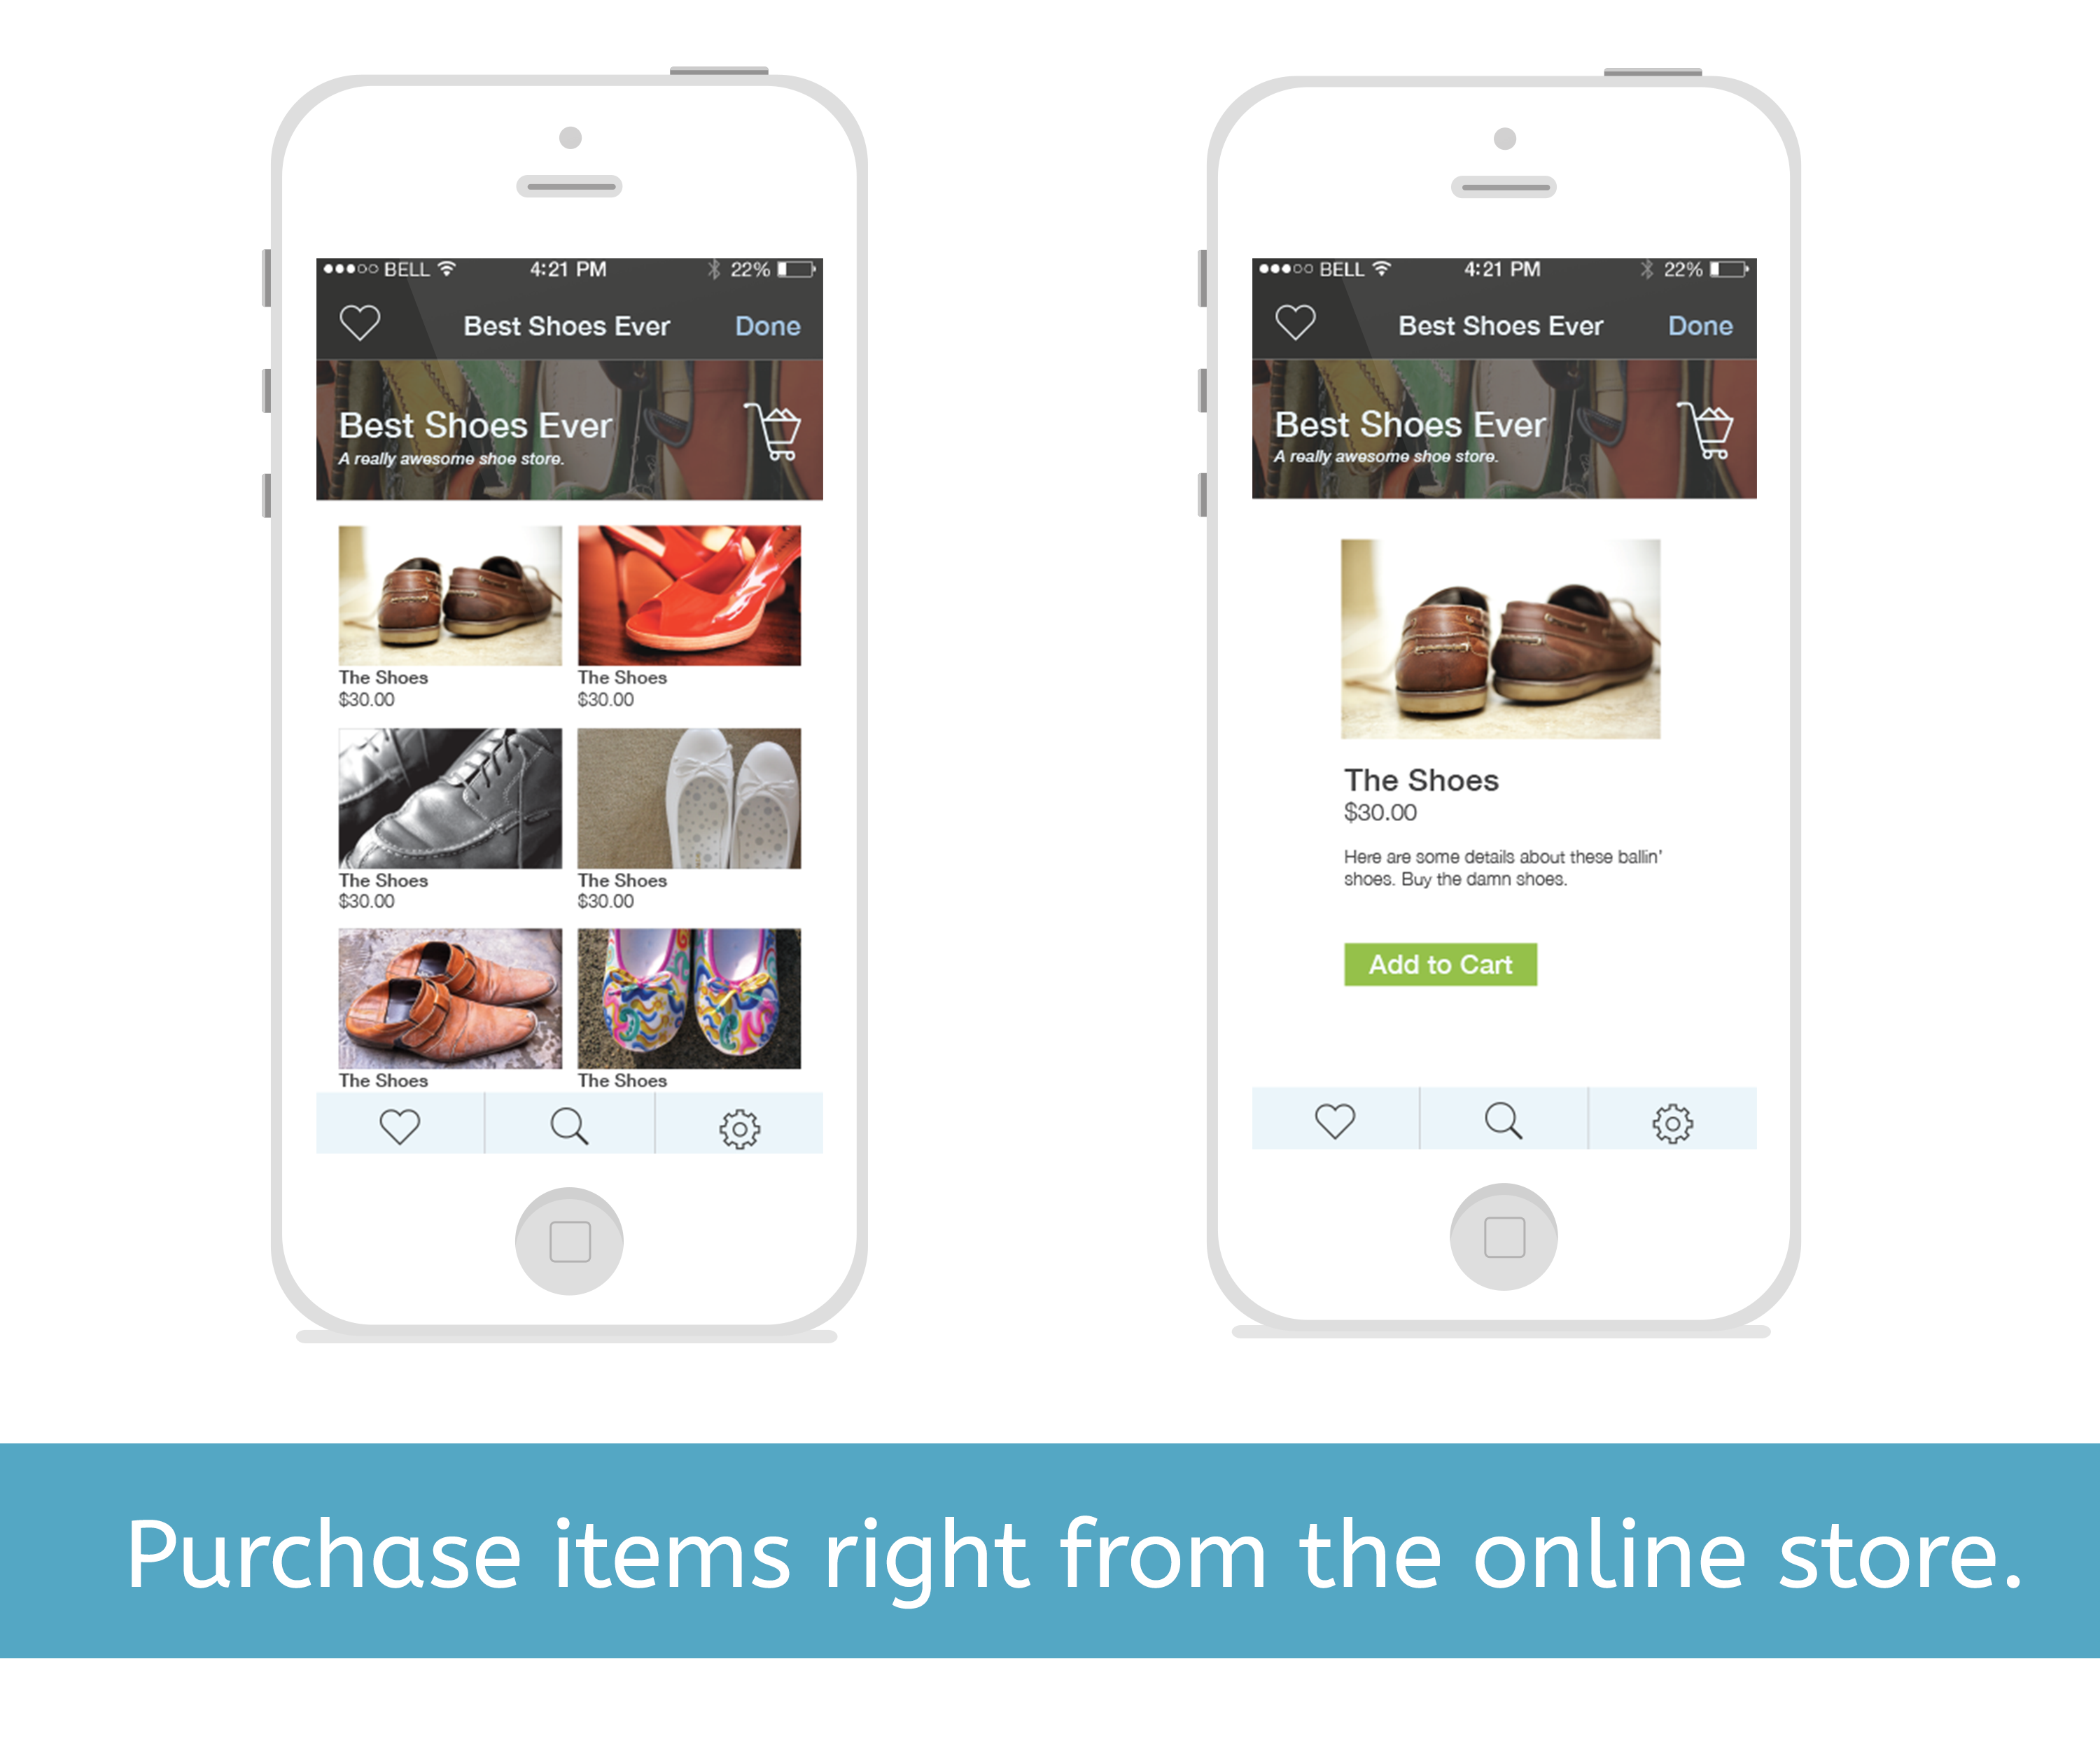 BELL 4:21 PM 22%
Best Shoes Ever Done
Best Shoes Ever
A really awesome shoe store.
The Shoes The Shoes
$30.00 $30.00
The Shoes The Shoes
$30.00 $30.00
The Shoes The Shoes
BELL 4:21 PM 22%
Best Shoes Ever Done
Best Shoes Ever
A really awesome shoe store.
The Shoes
$30.00
Here are some details about these ballin'
shoes. Buy the damn shoes.
Add to Cart
Purchase items right from the online store.